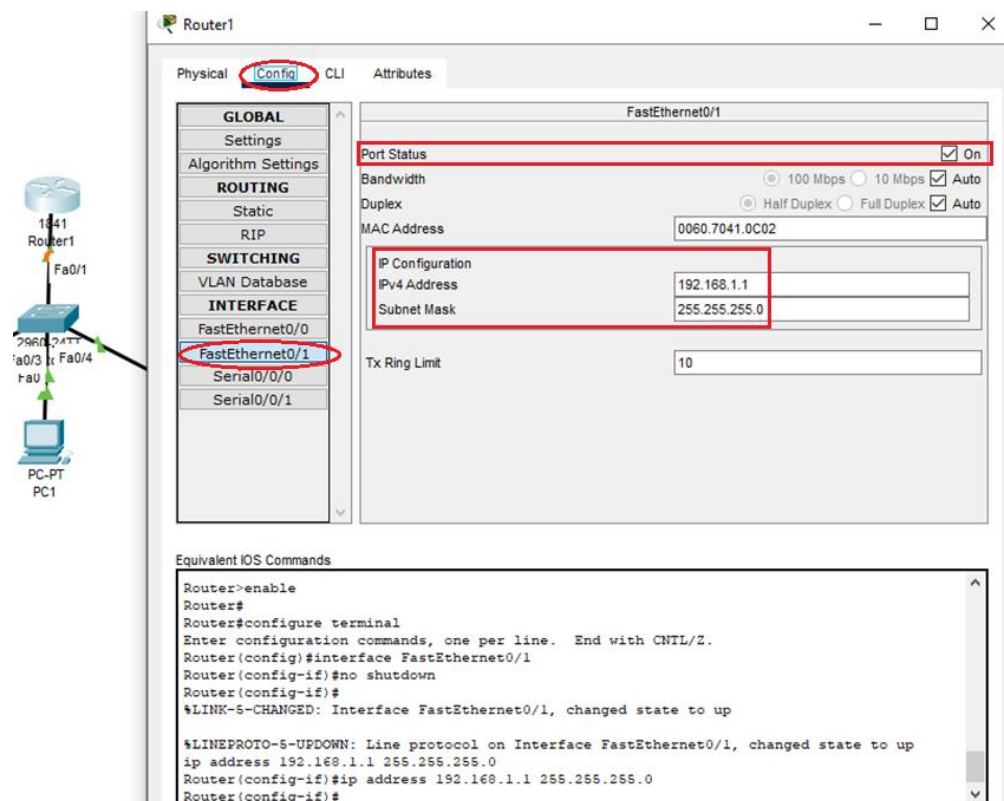 Router1
Physical Config CLI Attributes
GLOBAL
Settings
Algorithm Settings
ROUTING
Static
RIP
SWITCHING
VLAN Database
INTERFACE
FastEthernet0/0
FastEthernet0/1
Serial0/0/0
Serial0/0/1
FastEthernet0/1
Port Status On
Bandwidth 100 Mbps 10 Mbps Auto
Duplex Half Duplex Full Duplex Auto
MAC Address 0060.7041.0C02
IP Configuration
IPv4 Address 192.168.1.1
Subnet Mask 255.255.255.0
Tx Ring Limit 10
1841
Router1
Fa0/1
Fa0/4
PC-PT
PC1
Equivalent IOS Commands
Router>enable
Router#
Router#configure terminal
Enter configuration commands, one per line. End with CNTL/Z.
Router(config)#interface FastEthernet0/1
Router(config-if)#no shutdown
Router(config-if)#
%LINK-5-CHANGED: Interface FastEthernet0/1, changed state to up
%LINEPROTO-5-UPDOWN: Line protocol on Interface FastEthernet0/1, changed state to up
ip address 192.168.1.1 255.255.255.0
Router(config-if)#ip address 192.168.1.1 255.255.255.0
Router(config-if)#